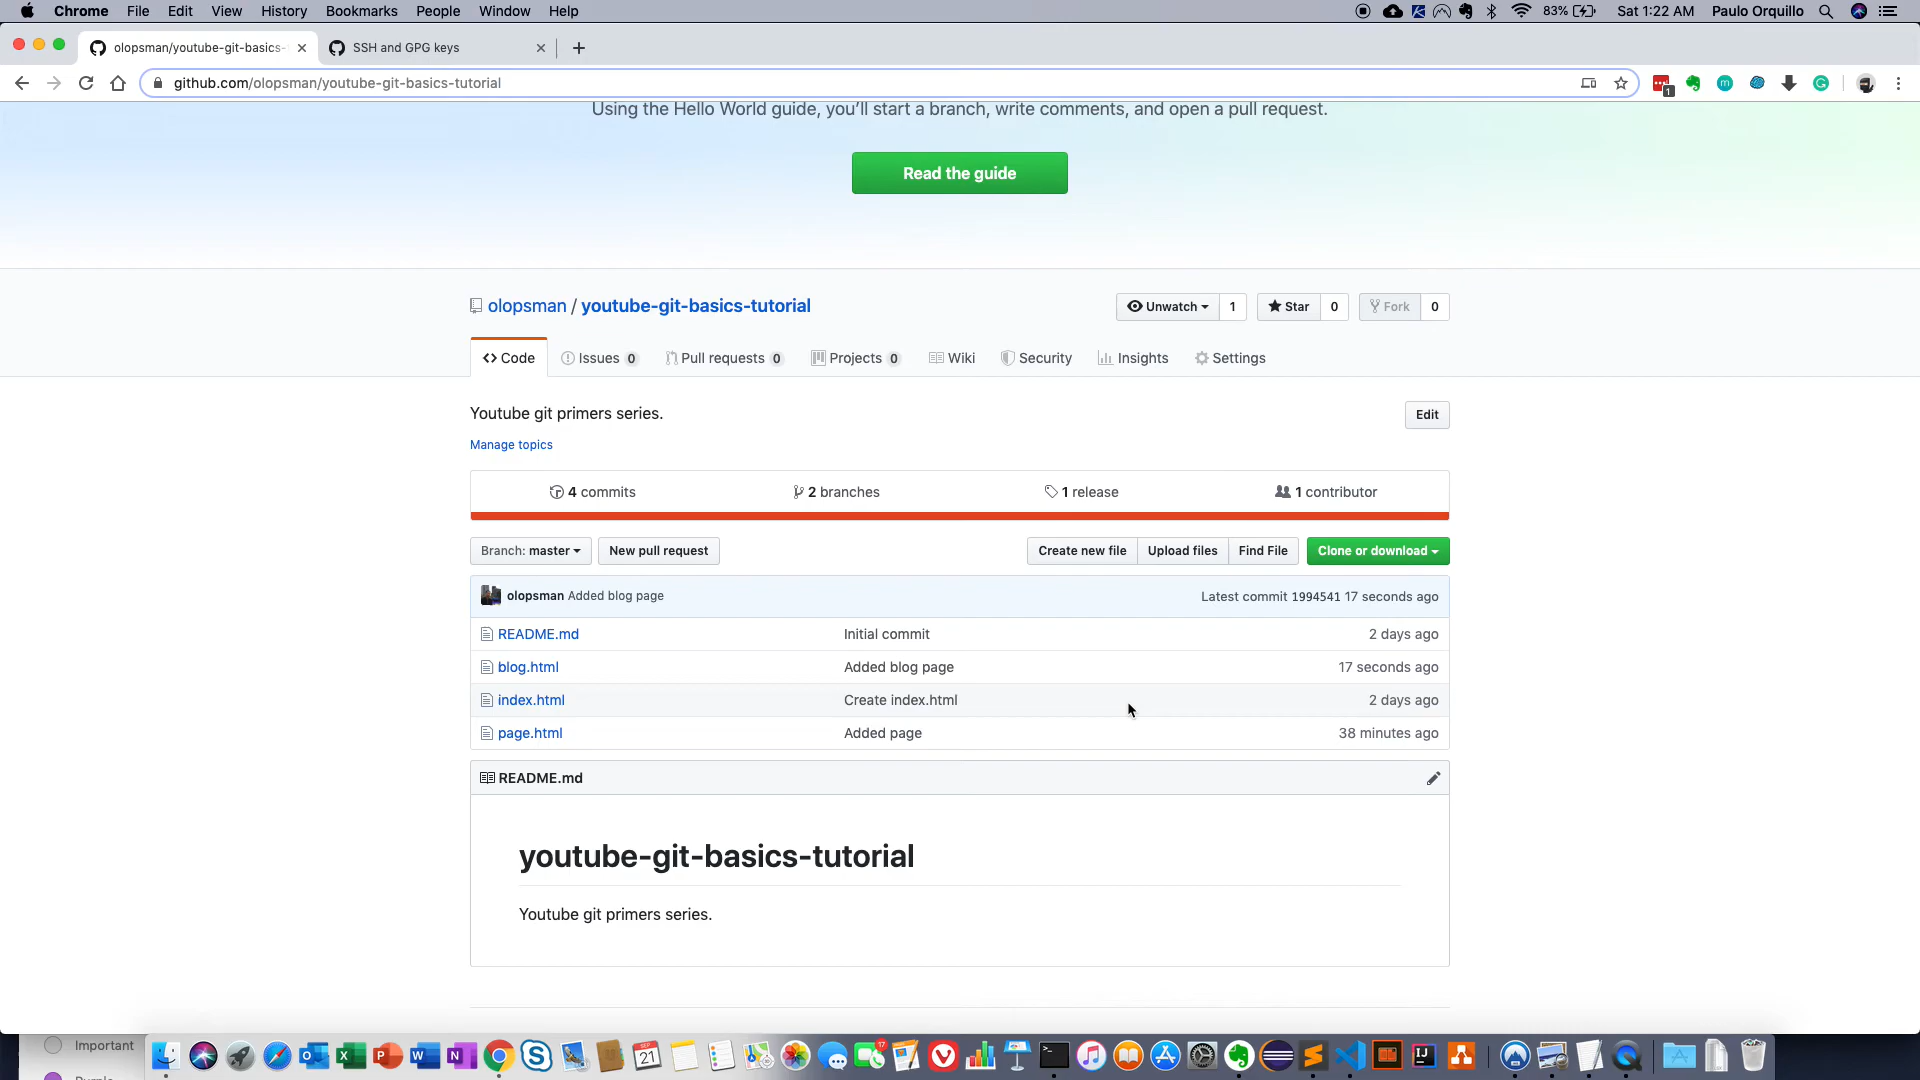 Chrome File Edit View History Bookmarks People Window Help 83% Sat 1:22 AM Paulo Orquillo
olopsman/youtube-git-basics- SSH and GPG keys
github.com/olopsman/youtube-git-basics-tutorial
Using the Hello World guide, you'll start a branch, write comments, and open a pull request.
Read the guide
olopsman / youtube-git-basics-tutorial Unwatch 1 Star 0 Fork 0
Code Issues 0 Pull requests 0 Projects 0 Wiki Security Insights Settings
Youtube git primers series. Edit
Manage topics
4 commits 2 branches 1 release 1 contributor
Branch: master New pull request Create new file Upload files Find File Clone or download
olopsman Added blog page Latest commit 1994541 17 seconds ago
README.md Initial commit 2 days ago
blog.html Added blog page 17 seconds ago
index.html Create index.html 2 days ago
page.html Added page 38 minutes ago
README.md
youtube-git-basics-tutorial
Youtube git primers series.
Important